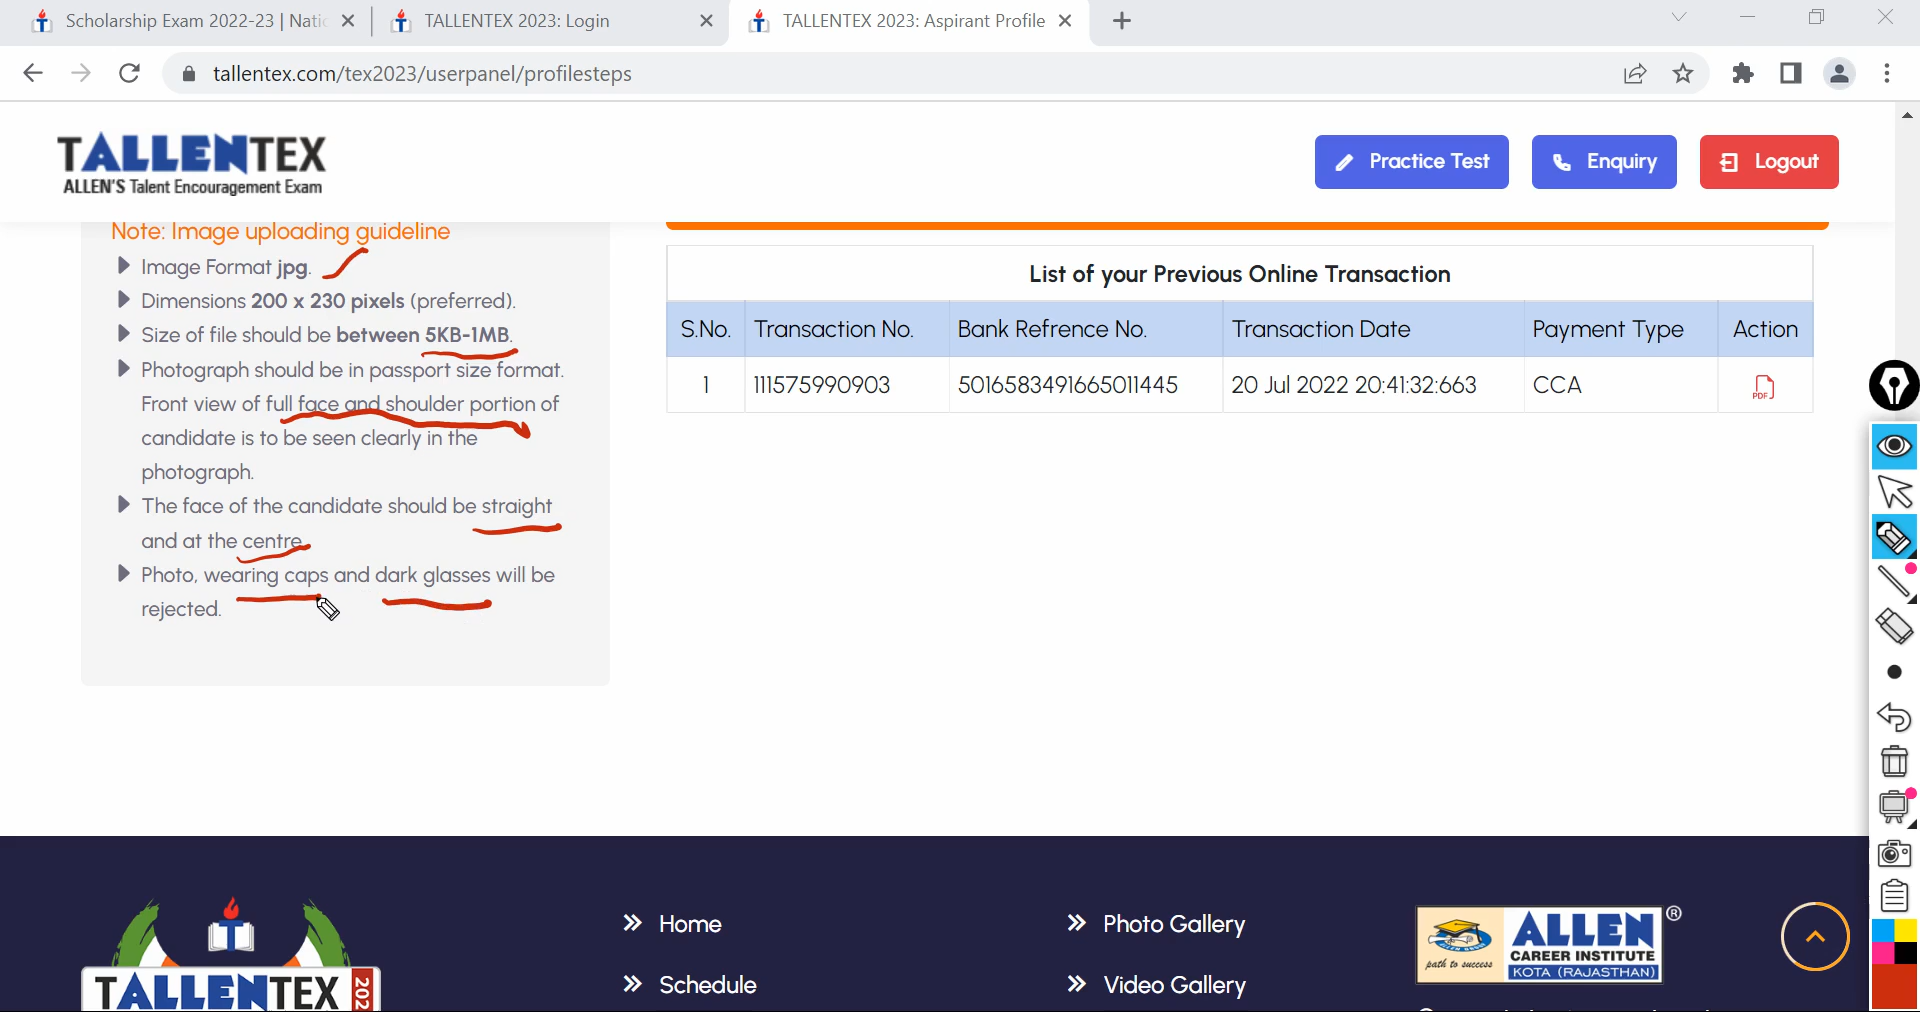 Scholarship Exam 2022-23 | Natio
TALLENTEX 2023: Login
TALLENTEX 2023: Aspirant Profile
tallentex.com/tex2023/userpanel/profilesteps
TALLENTEX
ALLEN'S Talent Encouragement Exam
Practice Test
Enquiry
Logout
Note: Image uploading guideline
Image Format jpg.
Dimensions 200 x 230 pixels (preferred).
Size of file should be between 5KB-1MB.
Photograph should be in passport size format.
Front view of full face and shoulder portion of
candidate is to be seen clearly in the
photograph.
The face of the candidate should be straight
and at the centre.
Photo, wearing caps and dark glasses will be
rejected.
List of your Previous Online Transaction
S.No. Transaction No. Bank Refrence No. Transaction Date Payment Type Action
1 111575990903 5016583491665011445 20 Jul 2022 20:41:32:663 CCA PDF
T
TALLENTEX 202
Home
Schedule
Photo Gallery
Video Gallery
ALLEN ®
CAREER INSTITUTE
KOTA (RAJASTHAN)
path to success